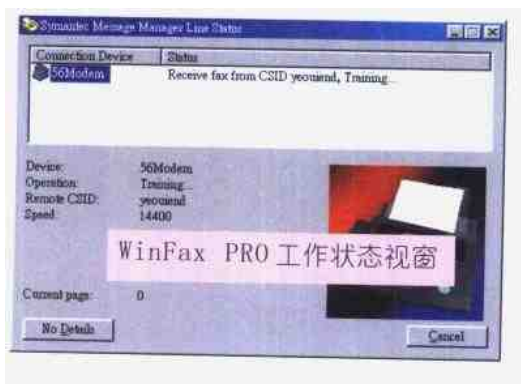 Symantec Message Manager Line Status
Connection Device Status
56Modem Receive fax from CSID yeouiend, Training...
Device: 56Modem
Operation: Training...
Remote CSID: yeouiend
Speed: 14400
WinFax PRO 工作状态视窗
Current page: 0
No Details Cancel